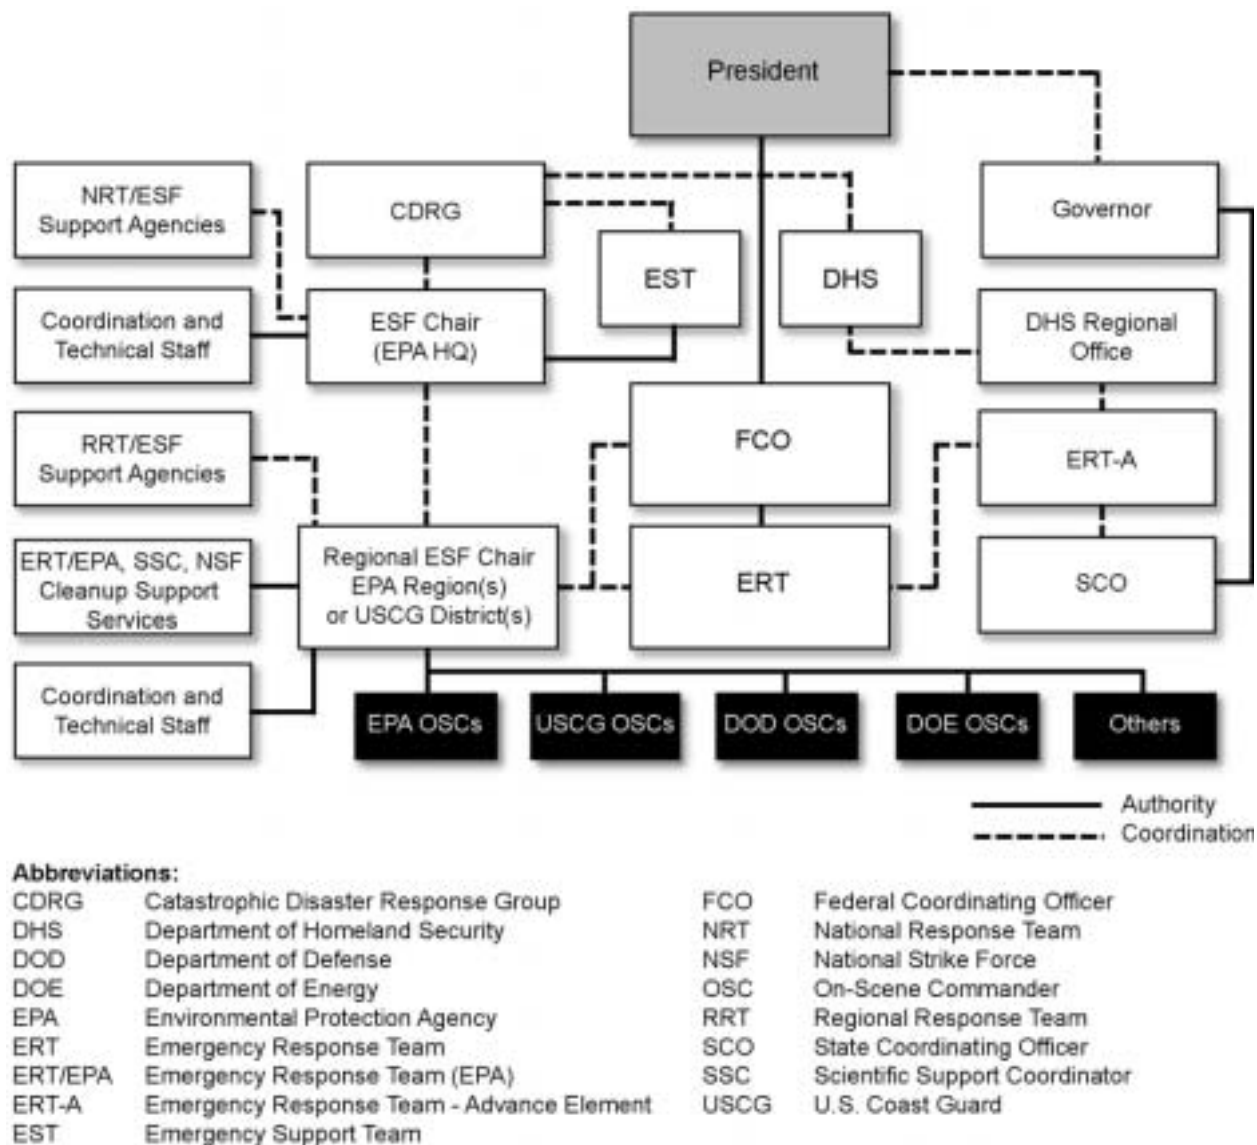 President
NRT/ESF
Support Agencies
CDRG
Governor
EST
DHS
Coordination and
Technical Staff
ESF Chair
(EPA HQ)
DHS Regional
Office
RRT/ESF
Support Agencies
FCO
ERT-A
ERT/EPA, SSC, NSF
Cleanup Support
Services
Regional ESF Chair
EPA Region(s)
or USCG District(s)
ERT
SCO
Coordination and
Technical Staff
EPA OSCs
USCG OSCs
DOD OSCs
DOE OSCs
Others
Authority
Coordination
Abbreviations:
CDRG Catastrophic Disaster Response Group
DHS Department of Homeland Security
DOD Department of Defense
DOE Department of Energy
EPA Environmental Protection Agency
ERT Emergency Response Team
ERT/EPA Emergency Response Team (EPA)
ERT-A Emergency Response Team - Advance Element
EST Emergency Support Team
FCO Federal Coordinating Officer
NRT National Response Team
NSF National Strike Force
OSC On-Scene Commander
RRT Regional Response Team
SCO State Coordinating Officer
SSC Scientific Support Coordinator
USCG U.S. Coast Guard